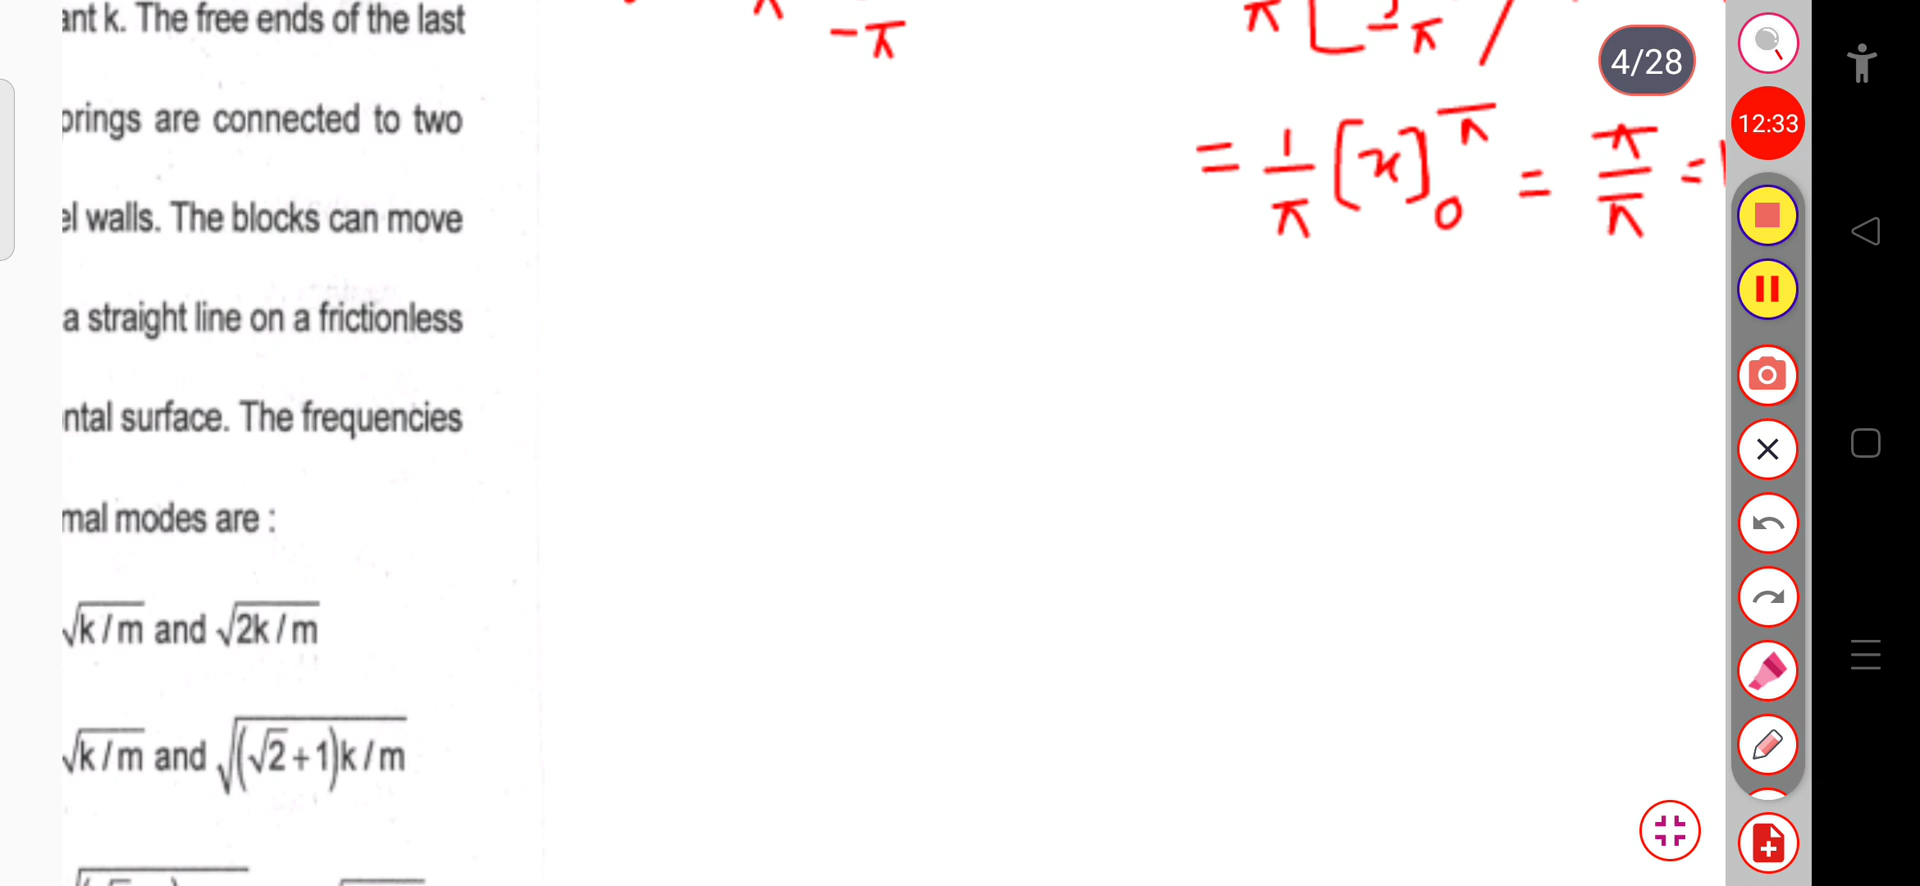 ant k. The free ends of the last
prings are connected to two
el walls. The blocks can move
a straight line on a frictionless
ntal surface. The frequencies
mal modes are :
√k/m and √2k/m
√k/m and √(√2+1)k/m
-π
π
-π
= 1/π [x]₀^π = π/π =
4/28
12:33